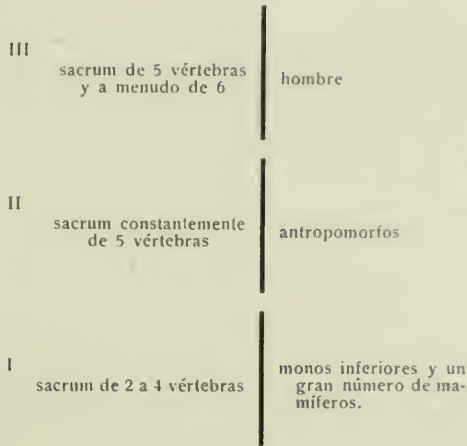 III
sacrum de 5 vértebras
y a menudo de 6
hombre
II
sacrum constantemente
de 5 vértebras
antropomorfos
I
sacrum de 2 a 4 vértebras
monos inferiores y un
gran número de ma-
míferos.